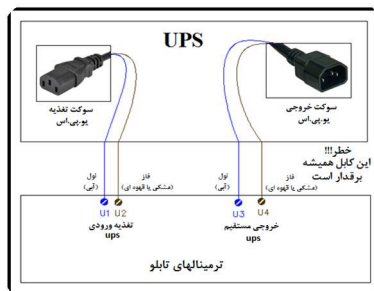 UPS
سوکت تغذیه
یو.پی.اس
سوکت خروجی
یو.پی.اس
خطر!!!
این کابل همیشه
برقدار است
نول
(آبی)
فاز
(مشکی یا قهوه ای)
نول
(آبی)
فاز
(مشکی یا قهوه ای)
U1 U2
U3 U4
تغذیه ورودی
ups
خروجی مستقیم
ups
ترمینالهای تابلو